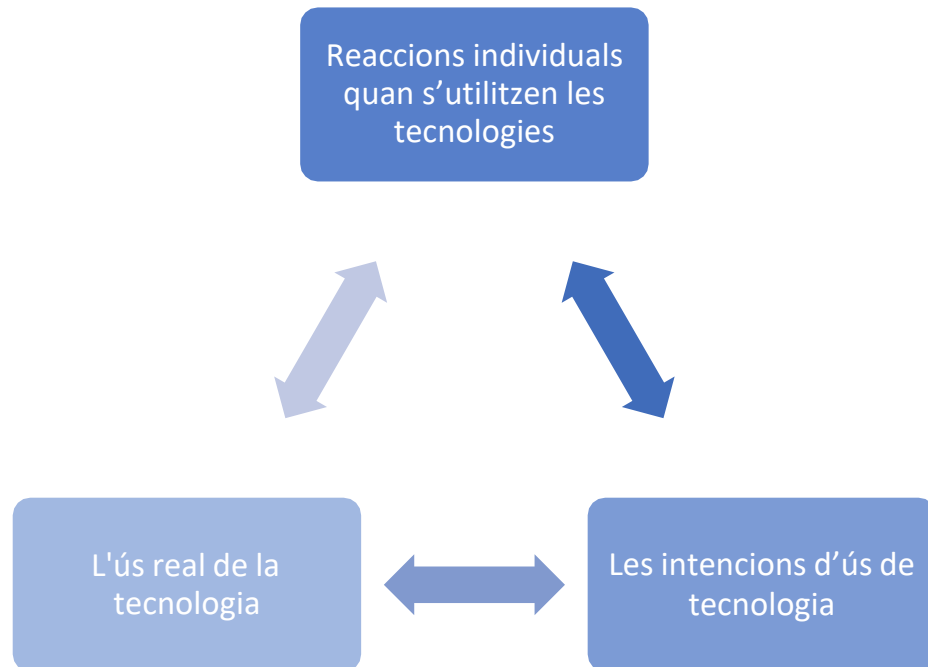 Reaccions individuals
quan s’utilitzen les
tecnologies
L'ús real de la
tecnologia
Les intencions d’ús de
tecnologia